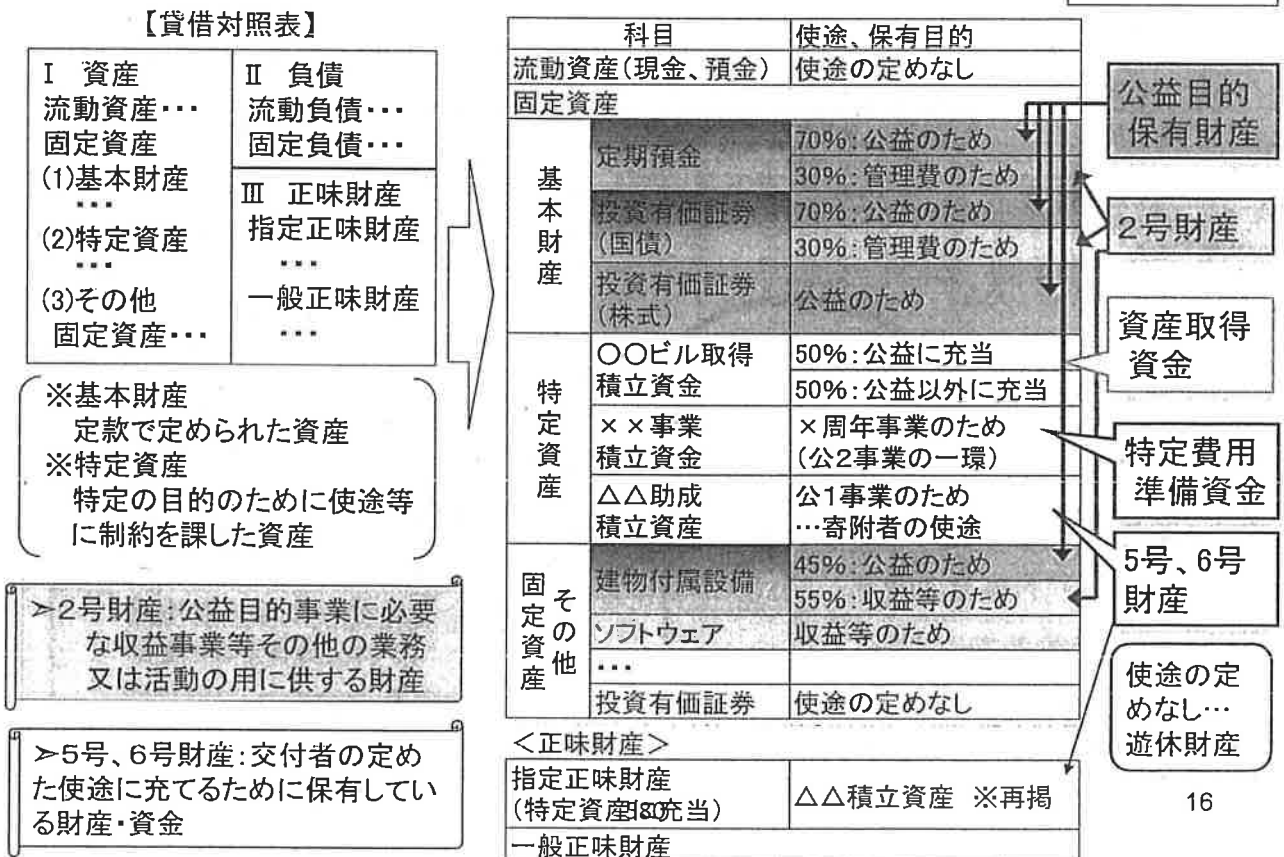 【貸借対照表】
Ⅰ 資産
流動資産・・・
固定資産
(1)基本財産
・・・
(2)特定資産
・・・
(3)その他
固定資産・・・
Ⅱ 負債
流動負債・・・
固定負債・・・
Ⅲ 正味財産
指定正味財産
・・・
一般正味財産
・・・
※基本財産
定款で定められた資産
※特定資産
特定の目的のために使途等
に制約を課した資産
➢2号財産:公益目的事業に必要
な収益事業等その他の業務
又は活動の用に供する財産
➢5号、6号財産:交付者の定め
た使途に充てるために保有してい
る財産・資金
科目 使途、保有目的
流動資産(現金、預金) 使途の定めなし
固定資産
基本財産
定期預金
70%:公益のため
30%:管理費のため
投資有価証券
(国債)
70%:公益のため
30%:管理費のため
投資有価証券
(株式)
公益のため
特定資産
〇〇ビル取得
積立資金
50%:公益に充当
50%:公益以外に充当
××事業
積立資金
×周年事業のため
(公2事業の一環)
△△助成
積立資産
公1事業のため
…寄附者の使途
その他固定資産
建物付属設備
45%:公益のため
55%:収益等のため
ソフトウェア 収益等のため
・・・
投資有価証券 使途の定めなし
<正味財産>
指定正味財産
(特定資産 充当)
△△積立資産 ※再掲
一般正味財産
公益目的
保有財産
2号財産
資産取得
資金
特定費用
準備資金
5号、6号
財産
使途の定
めなし…
遊休財産
16